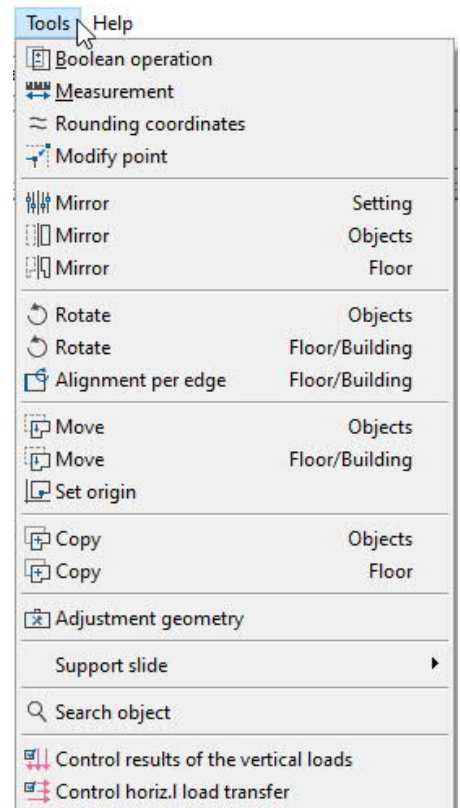 Tools Help
Boolean operation
Measurement
Rounding coordinates
Modify point
Mirror Setting
Mirror Objects
Mirror Floor
Rotate Objects
Rotate Floor/Building
Alignment per edge Floor/Building
Move Objects
Move Floor/Building
Set origin
Copy Objects
Copy Floor
Adjustment geometry
Support slide
Search object
Control results of the vertical loads
Control horiz.l load transfer